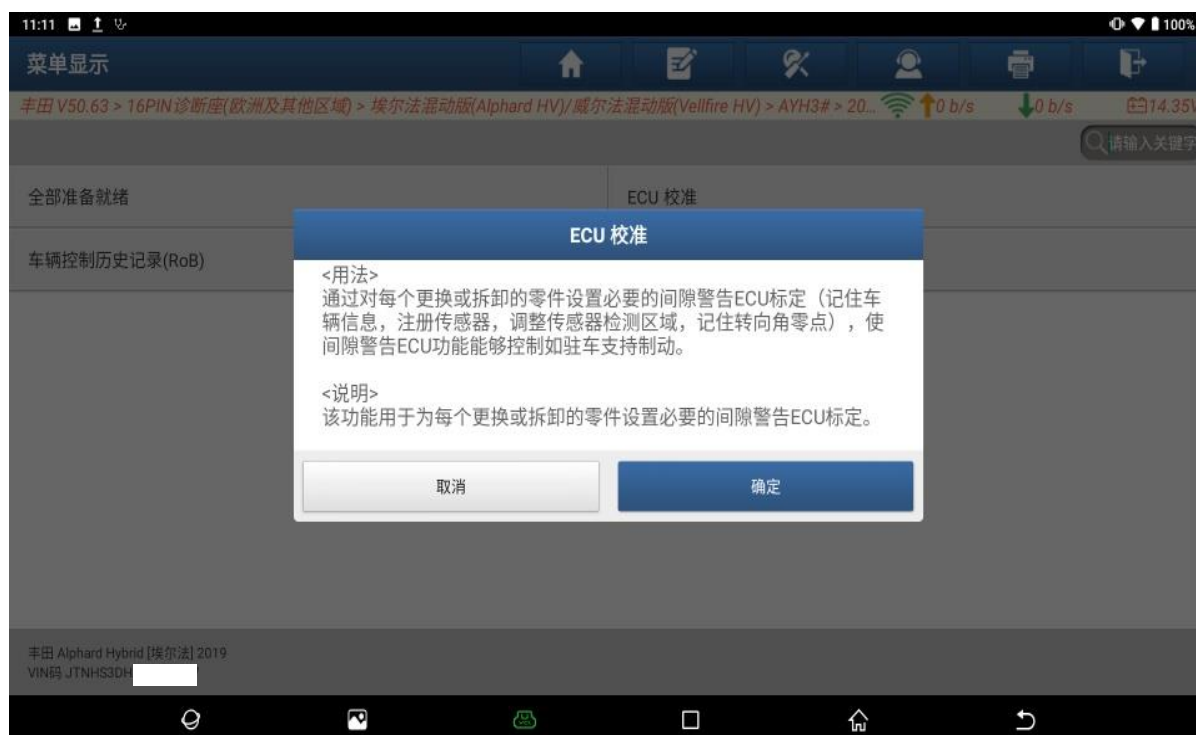 11:11
100%
菜单显示
丰田 V50.63 > 16PIN诊断座(欧洲及其他区域) > 埃尔法混动版(Alphard HV)/威尔法混动版(Vellfire HV) > AYH3# > 20... 0 b/s 0 b/s 14.35V
请输入关键字
全部准备就绪
ECU 校准
车辆控制历史记录(RoB)
ECU 校准
<用法>
通过对每个更换或拆卸的零件设置必要的间隙警告ECU标定（记住车
辆信息，注册传感器，调整传感器检测区域，记住转向角零点），使
间隙警告ECU功能能够控制如驻车支持制动。
<说明>
该功能用于为每个更换或拆卸的零件设置必要的间隙警告ECU标定。
取消
确定
丰田 Alphard Hybrid [埃尔法] 2019
VIN码 JTNHS3DH